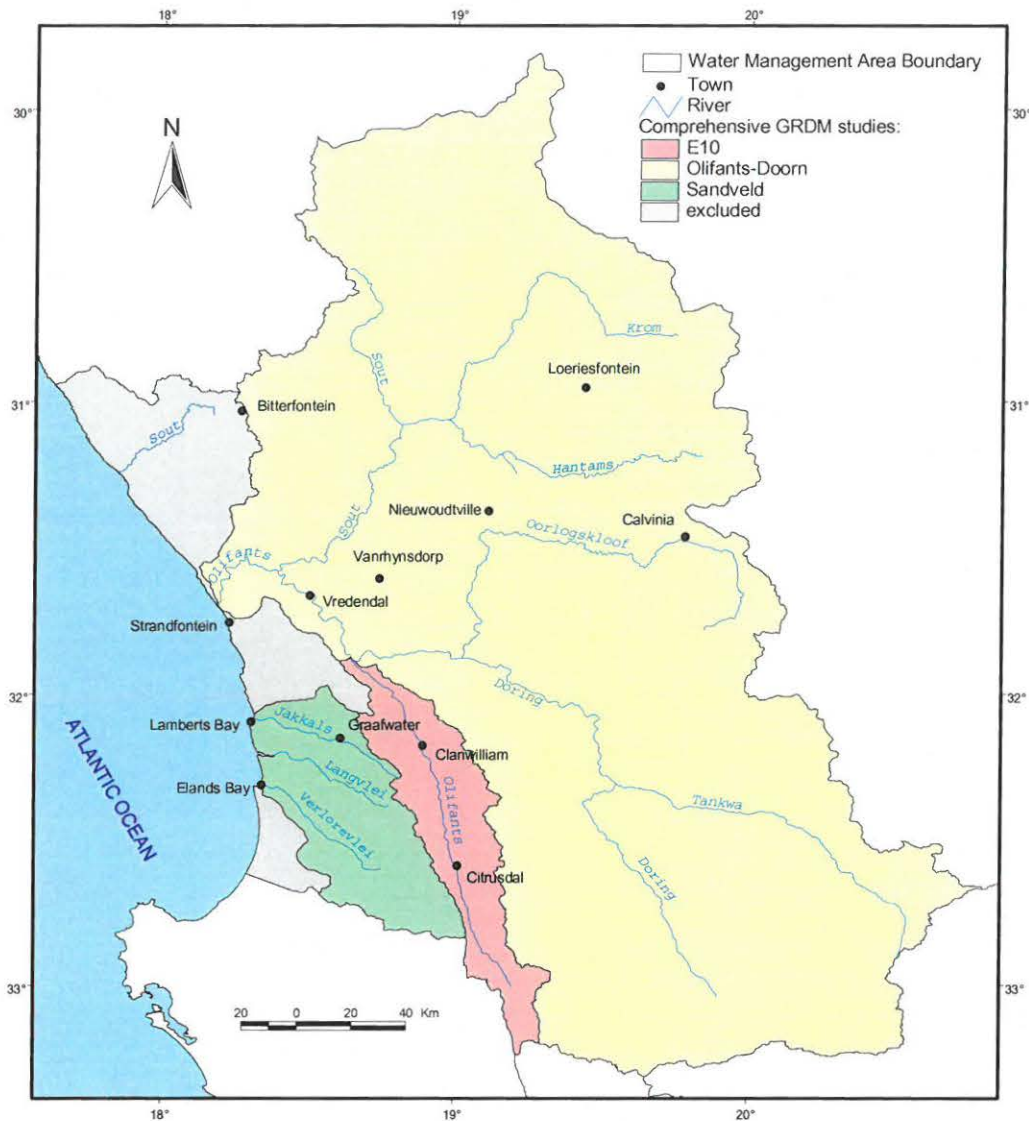 18°
19°
20°
Water Management Area Boundary
Town
River
Comprehensive GRDM studies:
E10
Olifants-Doorn
Sandveld
excluded
30°
30°
N
Krom
Sout
Loeriesfontein
31°
31°
Bitterfontein
Sout
Hantams
Nieuwoudtville
Calvinia
Oorlogskloof
Sout
Vanrhynsdorp
Olifants
Vredendal
Strandfontein
32°
32°
Doring
Lamberts Bay
Jakkals
Graafwater
Clanwilliam
Langvlei
Elands Bay
Verlorevlei
Olifants
Tankwa
ATLANTIC OCEAN
Citrusdal
Doring
33°
33°
20 0 20 40 Km
18°
19°
20°